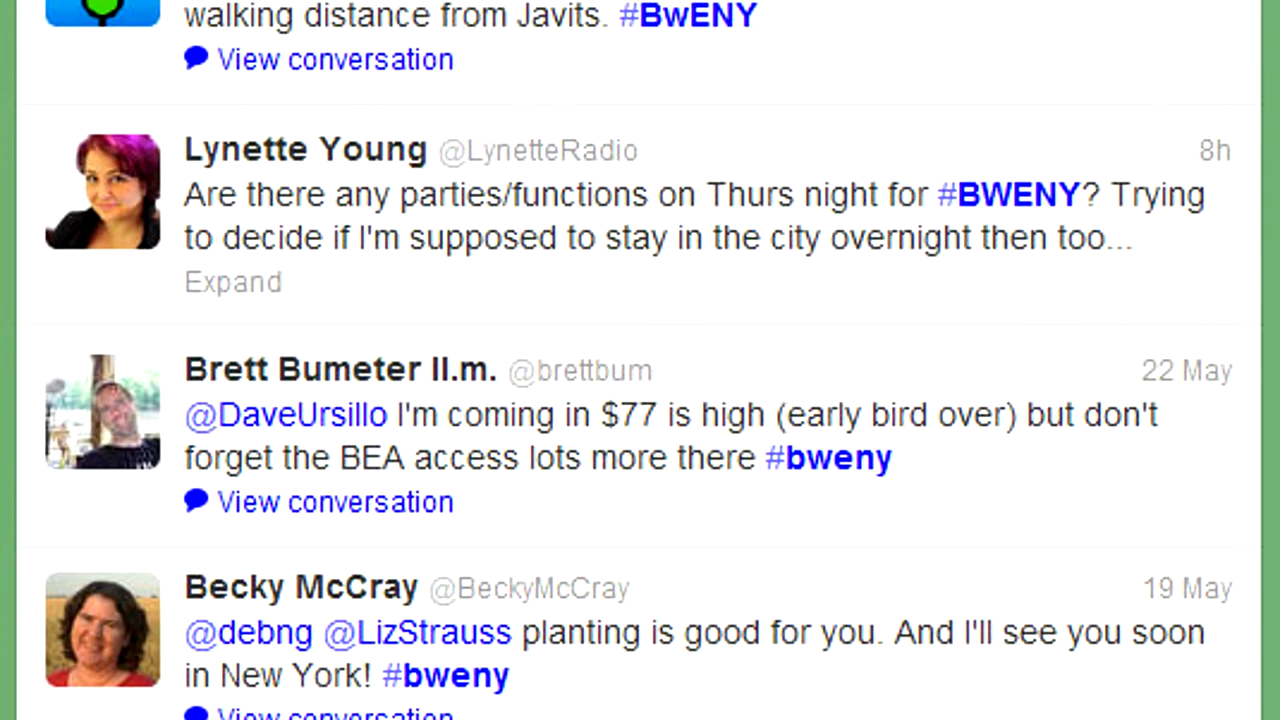 walking distance from Javits. #BwENY
View conversation
Lynette Young @LynetteRadio 8h
Are there any parties/functions on Thurs night for #BWENY? Trying
to decide if I'm supposed to stay in the city overnight then too...
Expand
Brett Bumeter II.m. @brettbum 22 May
@DaveUrsillo I'm coming in $77 is high (early bird over) but don't
forget the BEA access lots more there #bweny
View conversation
Becky McCray @BeckyMcCray 19 May
@debng @LizStrauss planting is good for you. And I'll see you soon
in New York! #bweny
View conversation